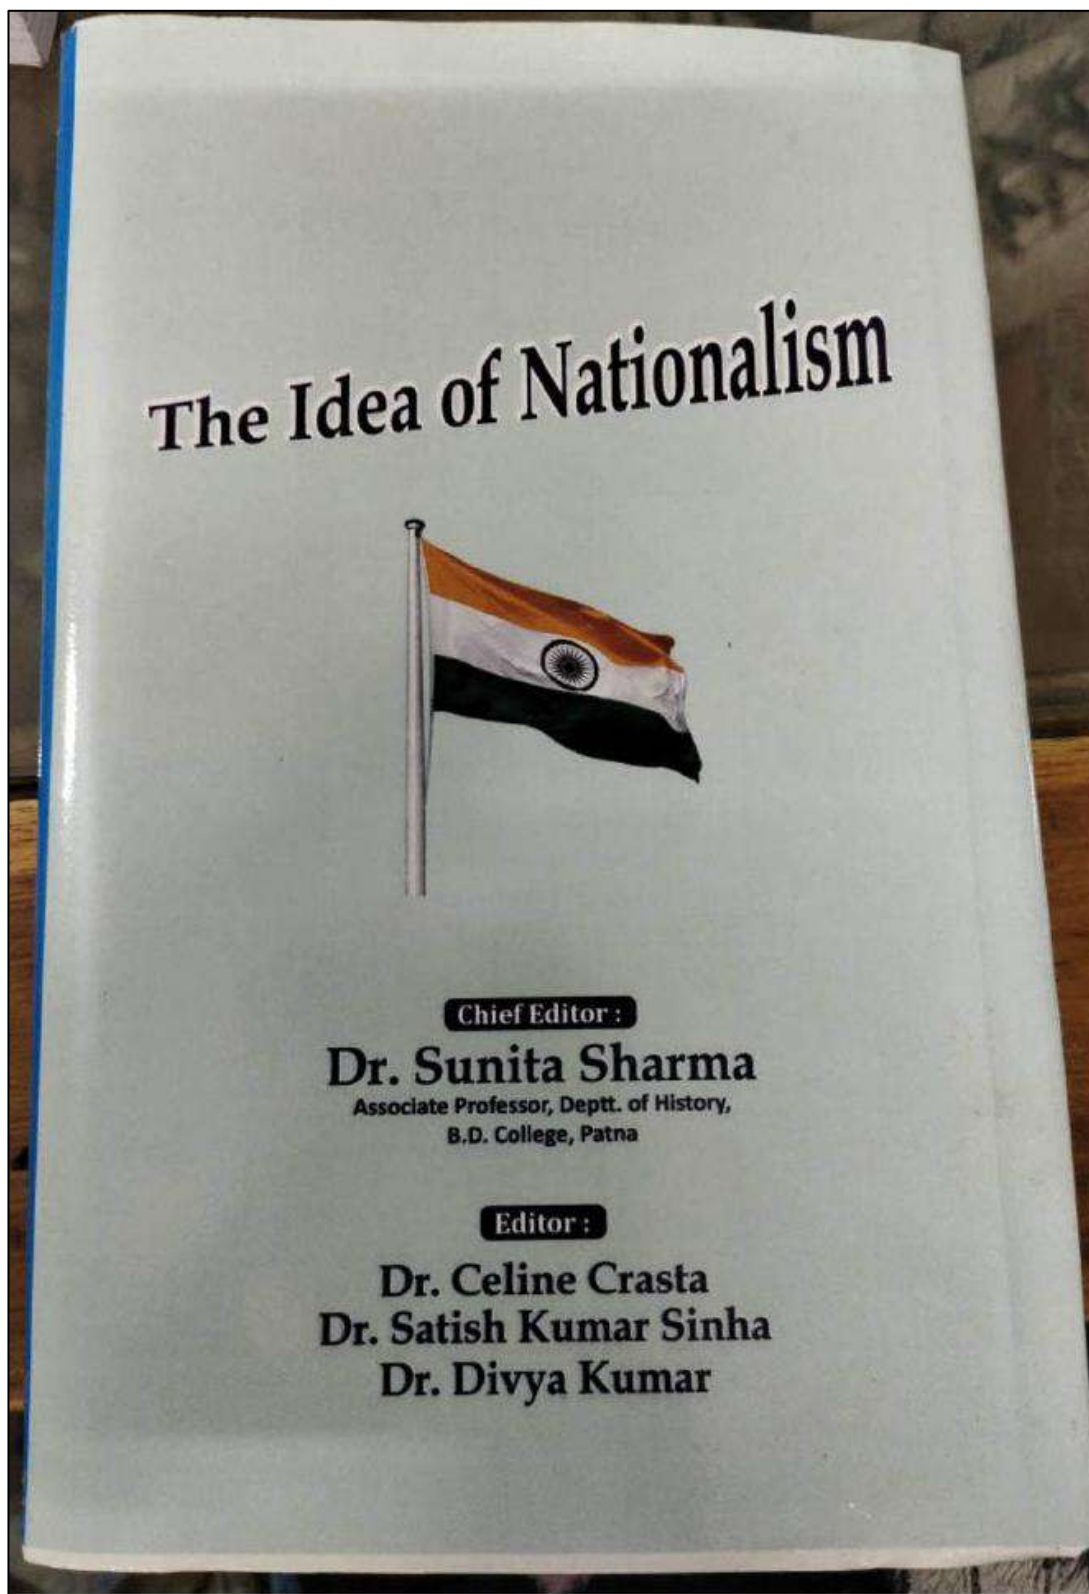 The Idea of Nationalism
Chief Editor :
Dr. Sunita Sharma
Associate Professor, Deptt. of History,
B.D. College, Patna
Editor :
Dr. Celine Crasta
Dr. Satish Kumar Sinha
Dr. Divya Kumar